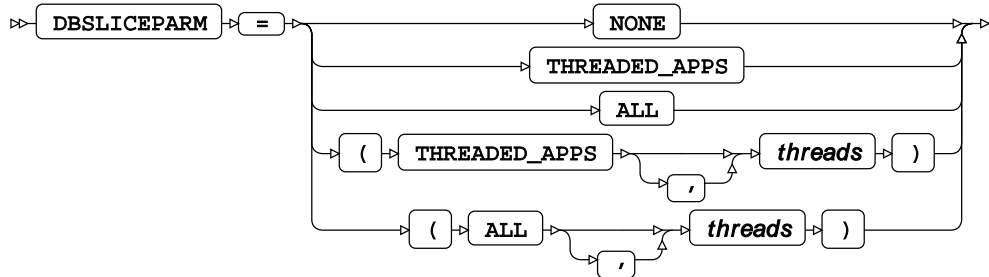 DBSLICEPARM = NONE
THREADED_APPS
ALL
( THREADED_APPS , threads )
( ALL , threads )